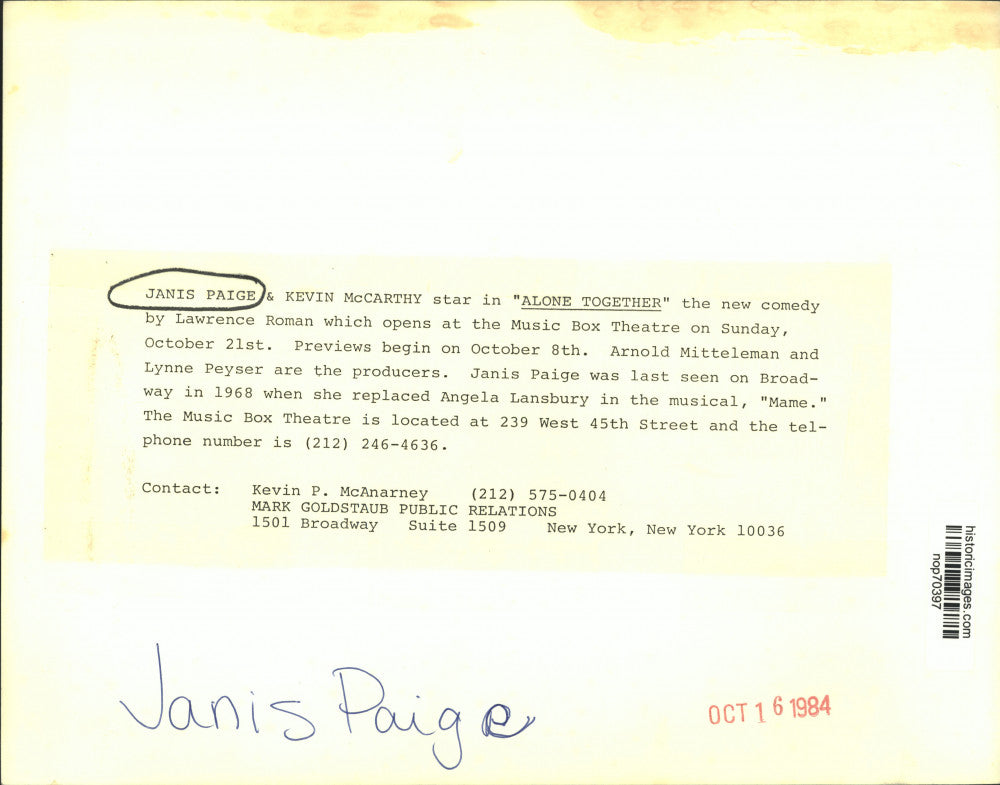 JANIS PAIGE & KEVIN McCARTHY star in "ALONE TOGETHER" the new comedy
by Lawrence Roman which opens at the Music Box Theatre on Sunday,
October 21st. Previews begin on October 8th. Arnold Mitteleman and
Lynne Peyser are the producers. Janis Paige was last seen on Broad-
way in 1968 when she replaced Angela Lansbury in the musical, "Mame."
The Music Box Theatre is located at 239 West 45th Street and the tel-
phone number is (212) 246-4636.
Contact: Kevin P. McAnarney (212) 575-0404
MARK GOLDSTAUB PUBLIC RELATIONS
1501 Broadway Suite 1509 New York, New York 10036
historicimages.com
nop70397
Janis Paige
OCT 16 1984